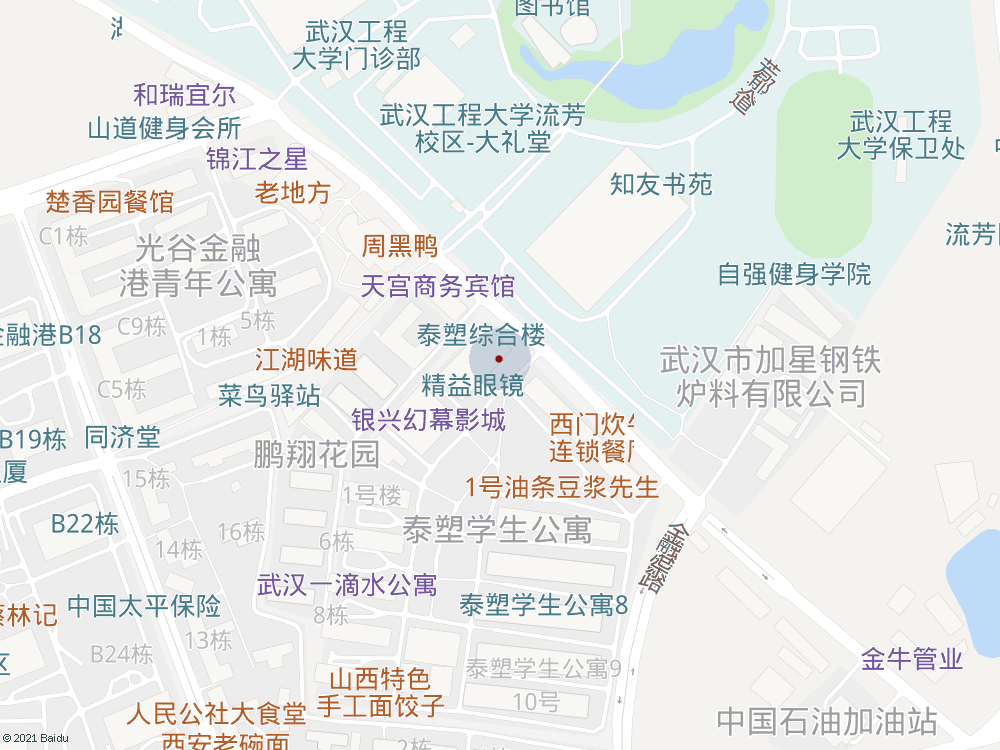 图书馆
武汉工程
大学门诊部
和瑞宜尔
山道健身会所
武汉工程大学流芳
校区-大礼堂
武汉工程
大学保卫处
锦江之星
老地方
楚香园餐馆
知友书苑
C1栋
光谷金融
港青年公寓
周黑鸭
天宫商务宾馆
自强健身学院
流芳
C9栋
1栋
5栋
金融港B18
泰塑综合楼
江湖味道
武汉市加星钢铁
炉料有限公司
C5栋
菜鸟驿站
精益眼镜
银兴幻幕影城
西门炊
连锁餐厅
B19栋
同济堂
厦
鹏翔花园
15栋
1号楼
1号油条豆浆先生
B22栋
16栋
6栋
泰塑学生公寓
金融港路
14栋
武汉一滴水公寓
蔡林记
中国太平保险
8栋
泰塑学生公寓8
13栋
B24栋
区
泰塑学生公寓9
金牛管业
山西特色
手工面饺子
10号
人民公社大食堂
中国石油加油站
西安老碗面
2栋
© 2021 Baidu